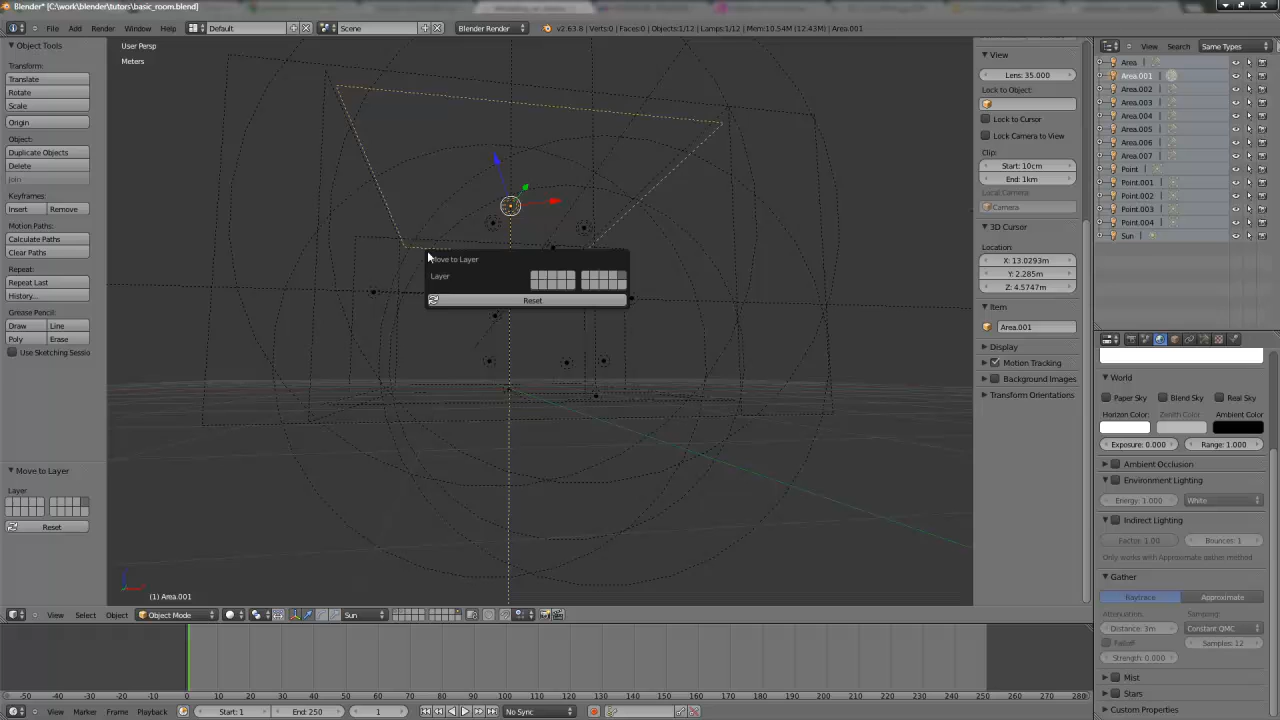 Blender* [C:\work\blender\tutors\basic_room.blend]
File Add Render Window Help Default Scene Blender Render v2.63.8 | Verts:0 | Faces:0 | Objects:1/12 | Lamps:1/12 | Mem:10.54M (12.43M) | Area.001
Object Tools
Transform:
Translate
Rotate
Scale
Origin
Object:
Duplicate Objects
Delete
Join
Keyframes:
Insert Remove
Motion Paths:
Calculate Paths
Clear Paths
Repeat:
Repeat Last
History...
Grease Pencil:
Draw Line
Poly Erase
Use Sketching Sessio
Move to Layer
Layer
Reset
User Persp
Meters
Move to Layer
Layer
Reset
(1) Area.001
View Select Object Object Mode Sun
View
Lens: 35.000
Lock to Object:
Lock to Cursor
Lock Camera to View
Clip:
Start: 10cm
End: 1km
Local Camera:
Camera
3D Cursor
Location:
X: 13.0293m
Y: 2.285m
Z: 4.5747m
Item
Area.001
Display
Motion Tracking
Background Images
Transform Orientations
View Search Same Types
Area
Area.001
Area.002
Area.003
Area.004
Area.005
Area.006
Area.007
Point
Point.001
Point.002
Point.003
Point.004
Sun
World
Paper Sky Blend Sky Real Sky
Horizon Color: Zenith Color: Ambient Color:
Exposure: 0.000 Range: 1.000
Ambient Occlusion
Environment Lighting
Energy: 1.000 White
Indirect Lighting
Factor: 1.00 Bounces: 1
Only works with Approximate gather method
Gather
Raytrace Approximate
Attenuation: Sampling:
Distance: 3m Constant QMC
Falloff Samples: 12
Strength: 0.000
Mist
Stars
Custom Properties
-50 -40 -30 -20 -10 0 10 20 30 40 50 60 70 80 90 100 110 120 130 140 150 160 170 180 190 200 210 220 230 240 250 260 270 280
View Marker Frame Playback Start: 1 End: 250 1 No Sync